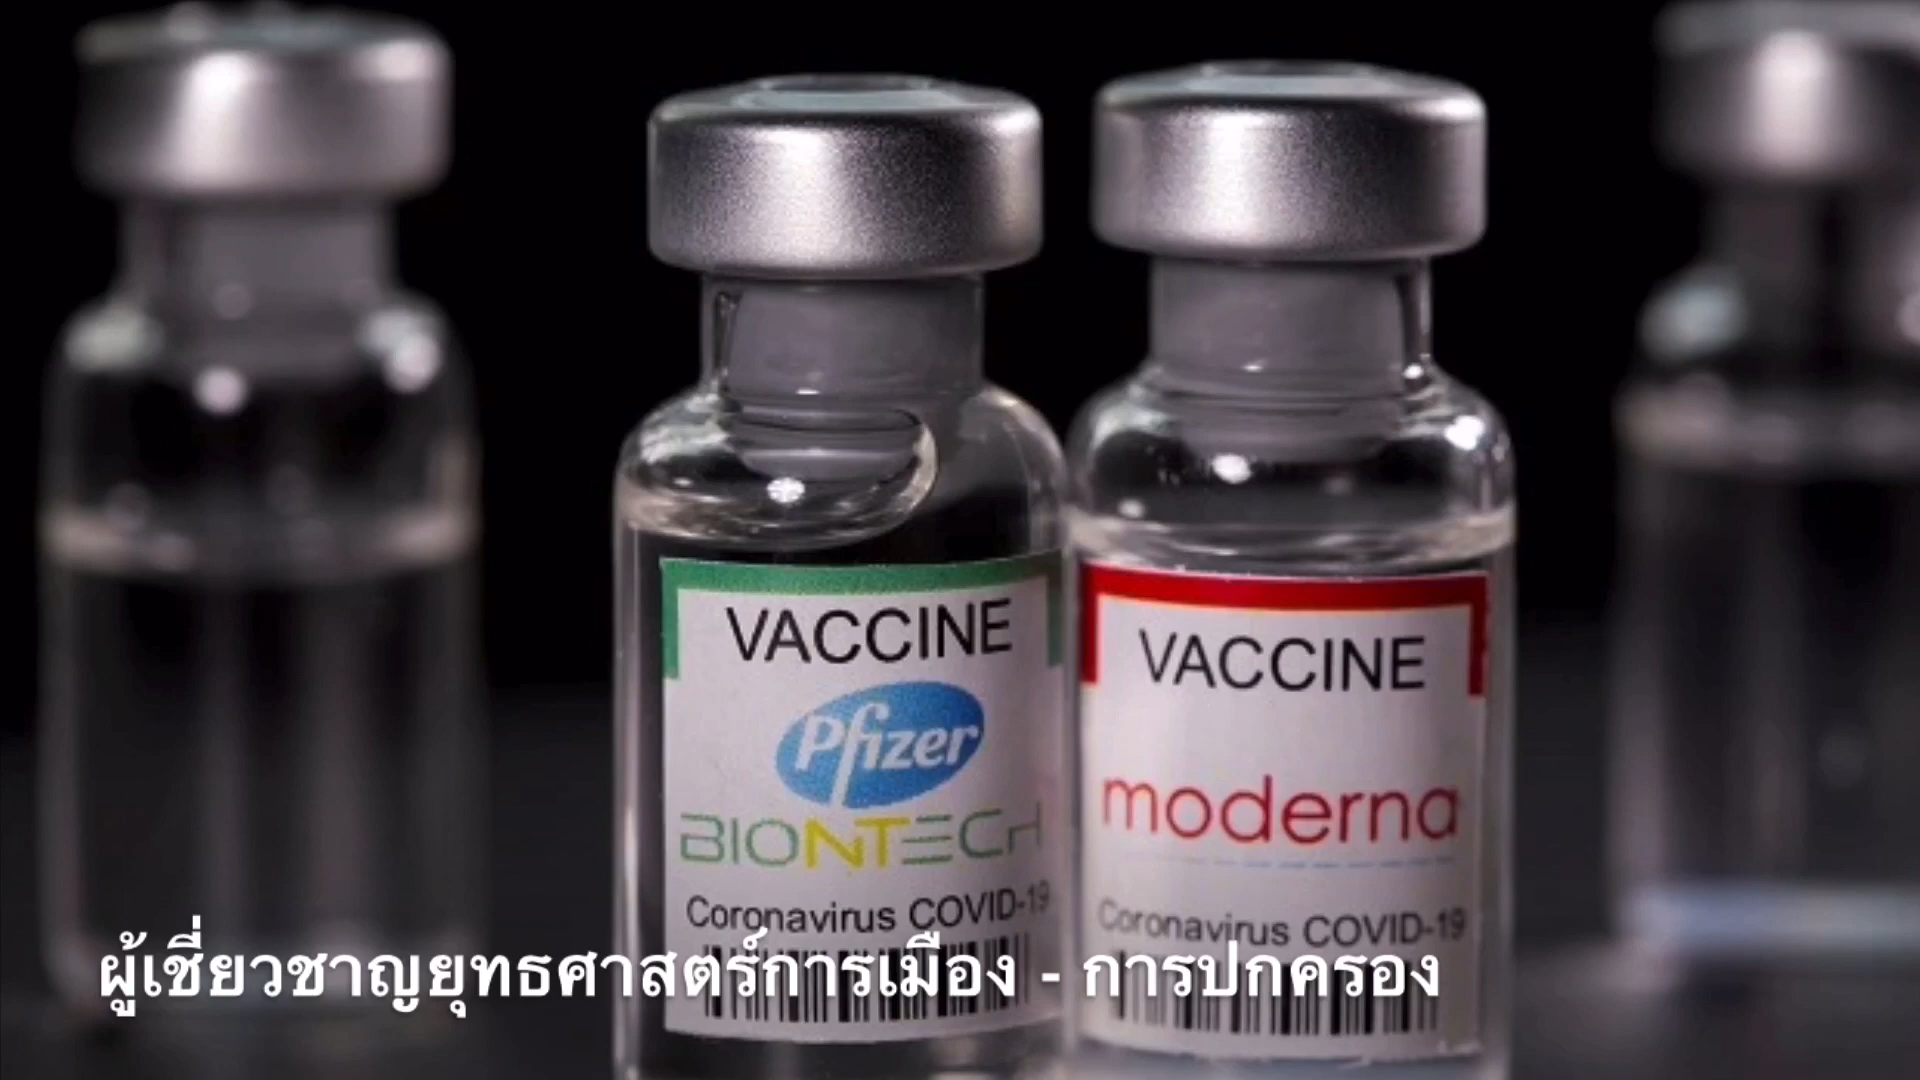 VACCINE
Pfizer
BIONTECH
Coronavirus COVID-19
VACCINE
moderna
Coronavirus COVID-19
ผู้เชี่ยวชาญยุทธศาสตร์การเมือง - การปกครอง